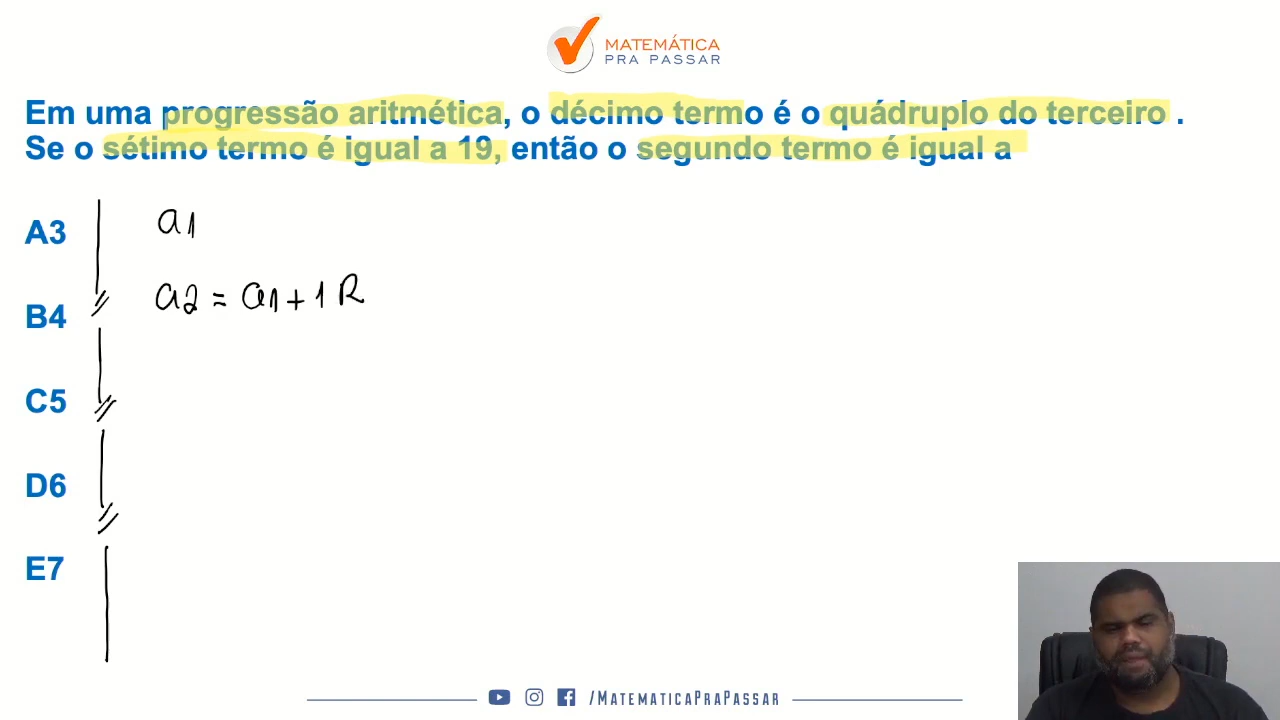 MATEMÁTICA
PRA PASSAR
Em uma progressão aritmética, o décimo termo é o quádruplo do terceiro .
Se o sétimo termo é igual a 19, então o segundo termo é igual a
A3
a1
a2 = a1 + 1R
B4
C5
D6
E7
/MatematicaPraPassar